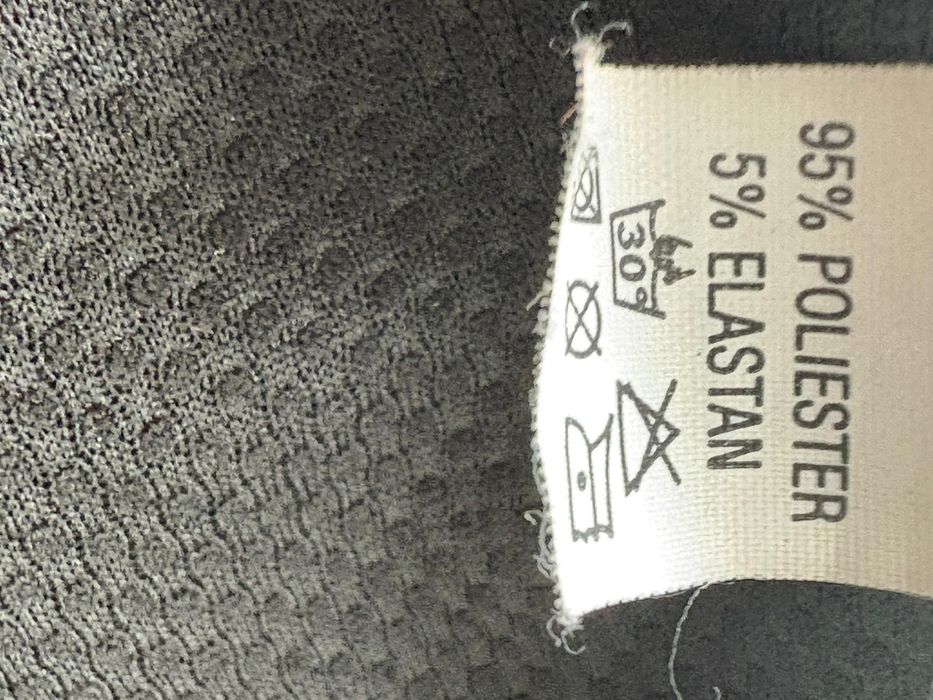 95% POLIESTER
5% ELASTAN
30°